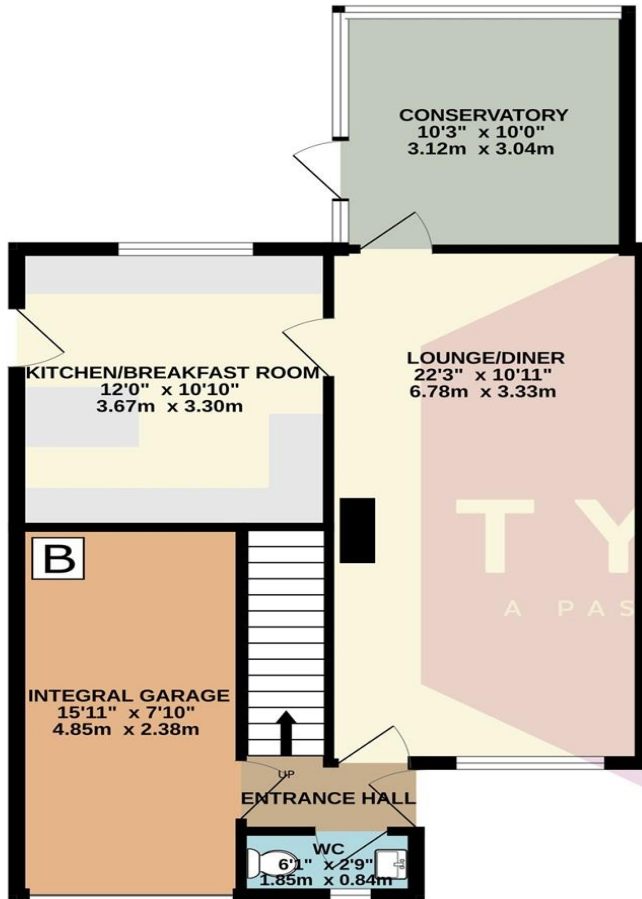 CONSERVATORY
10'3" x 10'0"
3.12m x 3.04m
KITCHEN/BREAKFAST ROOM
12'0" x 10'10"
3.67m x 3.30m
LOUNGE/DINER
22'3" x 10'11"
6.78m x 3.33m
TY
A PAS
B
INTEGRAL GARAGE
15'11" x 7'10"
4.85m x 2.38m
UP
ENTRANCE HALL
WC
6'1" x 2'9"
1.85m x 0.84m